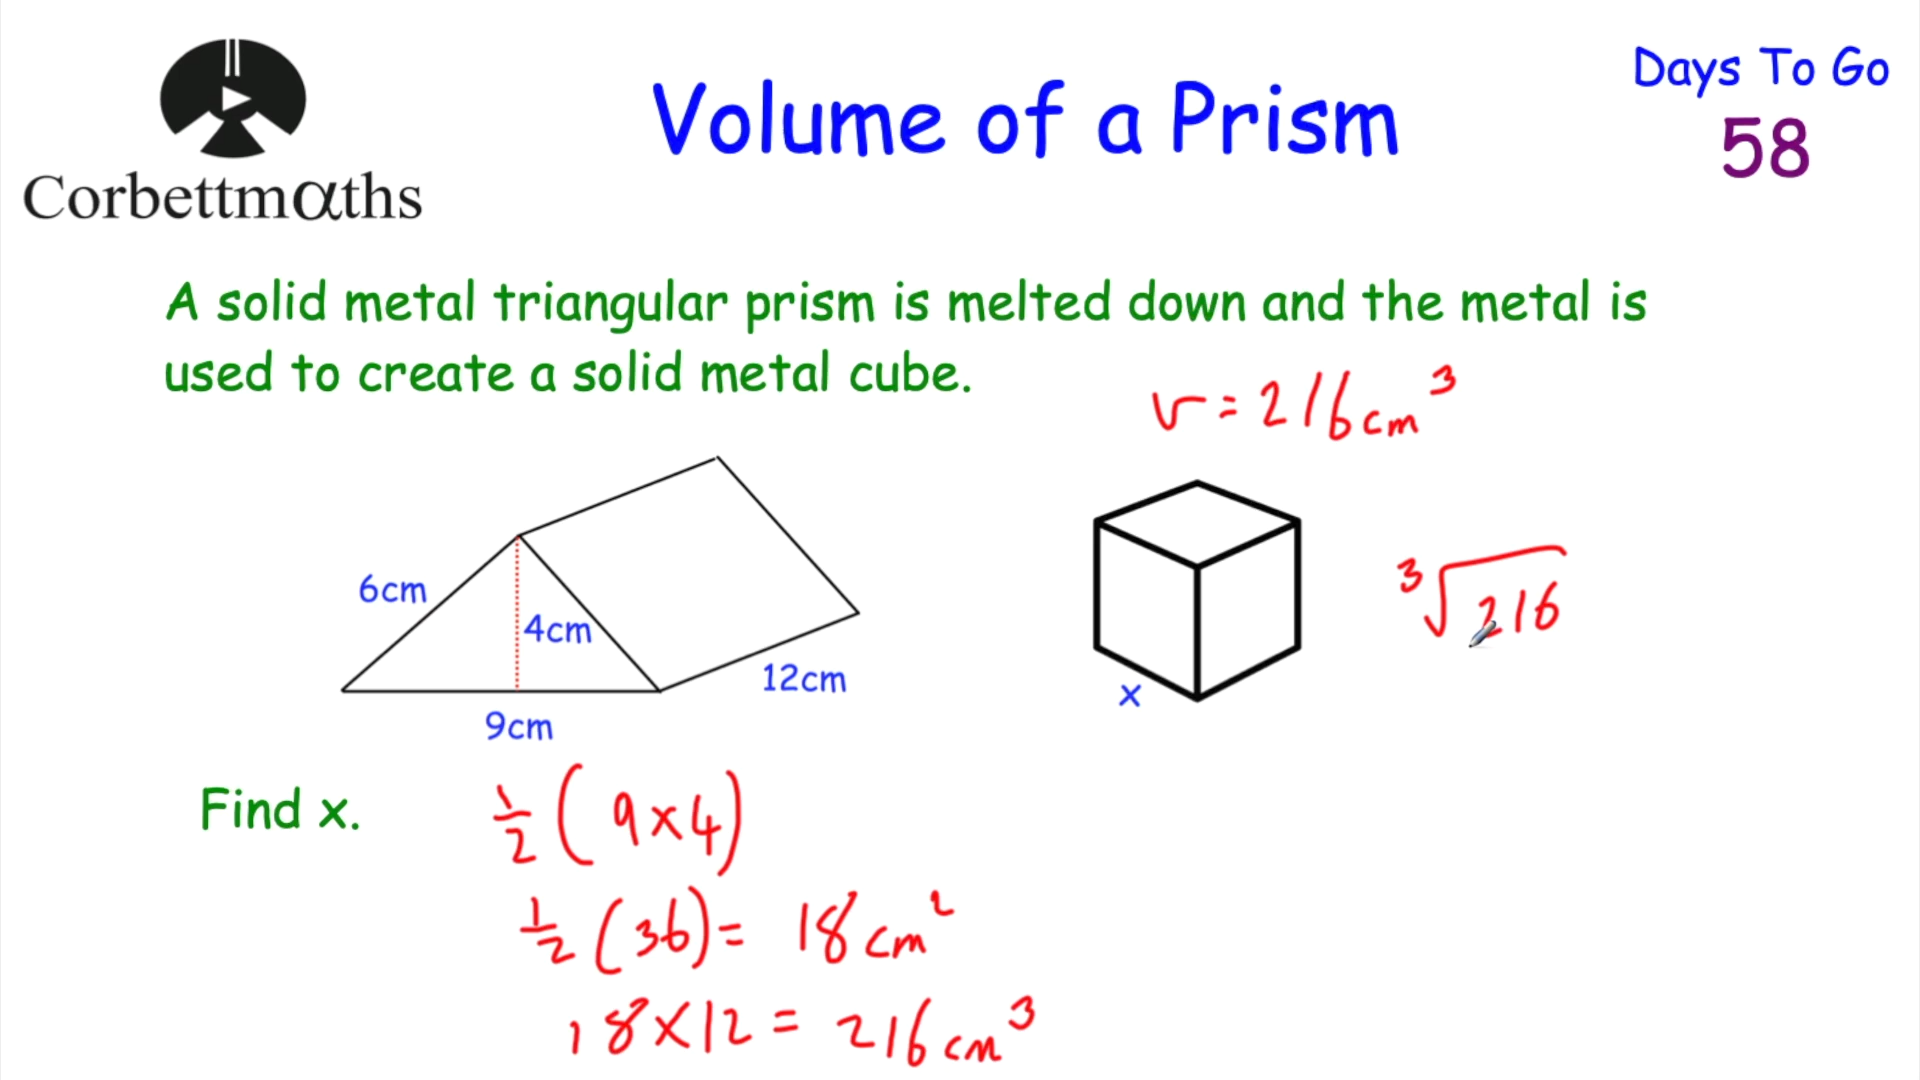 Corbettmαths
Volume of a Prism
Days To Go
58
A solid metal triangular prism is melted down and the metal is
used to create a solid metal cube.
v = 216cm³
6cm
4cm
12cm
9cm
x
³√216
Find x.
½(9×4)
½(36) = 18cm²
18×12 = 216cm³